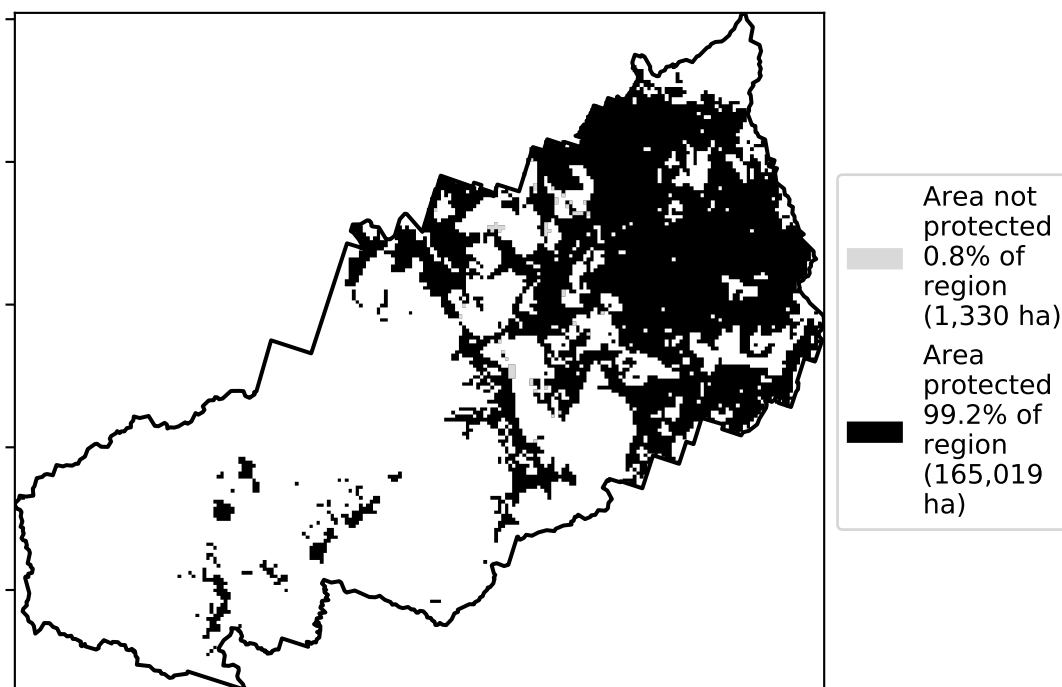 Area not
protected
0.8% of
region
(1,330 ha)
Area
protected
99.2% of
region
(165,019
ha)